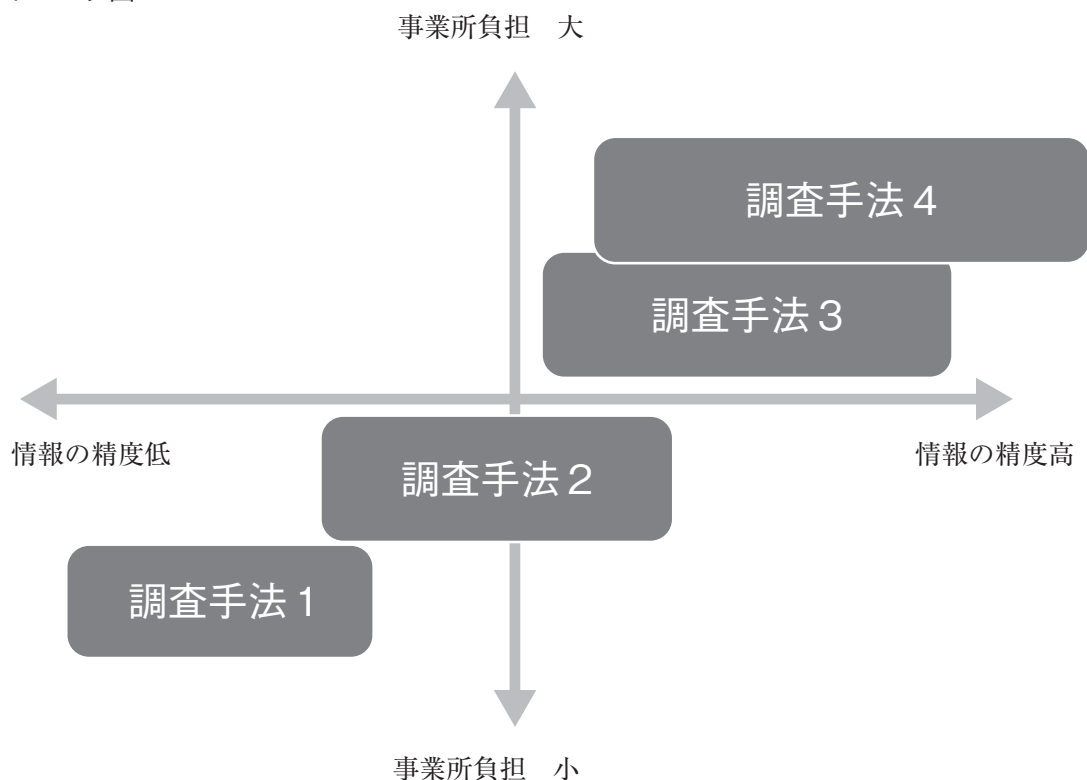 事業所負担　大
調査手法４
調査手法３
情報の精度低
情報の精度高
調査手法２
調査手法１
事業所負担　小